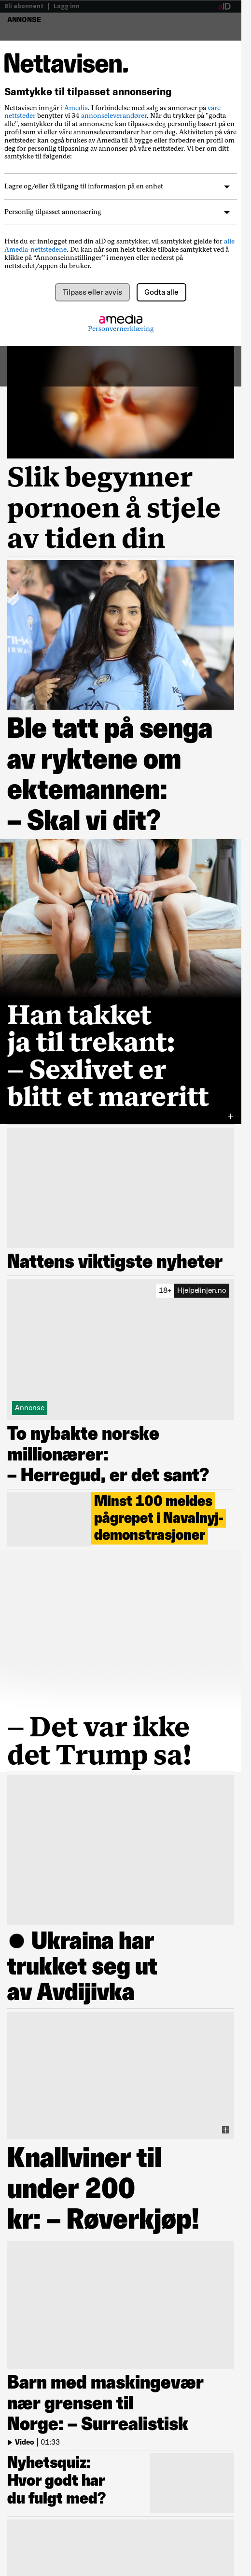 Bli abonnent | Logg inn
aID
ANNONSE
Nettavisen.
Samtykke til tilpasset annonsering
Nettavisen inngår i Amedia. I forbindelse med salg av annonser på våre
nettsteder benytter vi 34 annonseleverandører. Når du trykker på "godta
alle", samtykker du til at annonsene kan tilpasses deg personlig basert på en
profil som vi og/eller våre annonseleverandører har om deg. Aktiviteten på våre
nettsteder kan også brukes av Amedia til å bygge eller forbedre en profil om
deg for personlig tilpasning av annonser på våre nettsteder. Vi ber om ditt
samtykke til følgende:
Lagre og/eller få tilgang til informasjon på en enhet
Personlig tilpasset annonsering
Hvis du er innlogget med din aID og samtykker, vil samtykket gjelde for alle
Amedia-nettstedene. Du kan når som helst trekke tilbake samtykket ved å
klikke på “Annonseinnstillinger” i menyen eller nederst på
nettstedet/appen du bruker.
Tilpass eller avvis
Godta alle
amedia
Personvernerklæring
Slik begynner
pornoen å stjele
av tiden din
Ble tatt på senga
av ryktene om
ektemannen:
– Skal vi dit?
Han takket
ja til trekant:
– Sexlivet er
blitt et mareritt
Nattens viktigste nyheter
18+ Hjelpelinjen.no
Annonse
To nybakte norske
millionærer:
– Herregud, er det sant?
Minst 100 meldes
pågrepet i Navalnyj-
demonstrasjoner
– Det var ikke
det Trump sa!
● Ukraina har
trukket seg ut
av Avdijivka
Knallviner til
under 200
kr: – Røverkjøp!
Barn med maskingevær
nær grensen til
Norge: – Surrealistisk
Video | 01:33
Nyhetsquiz:
Hvor godt har
du fulgt med?